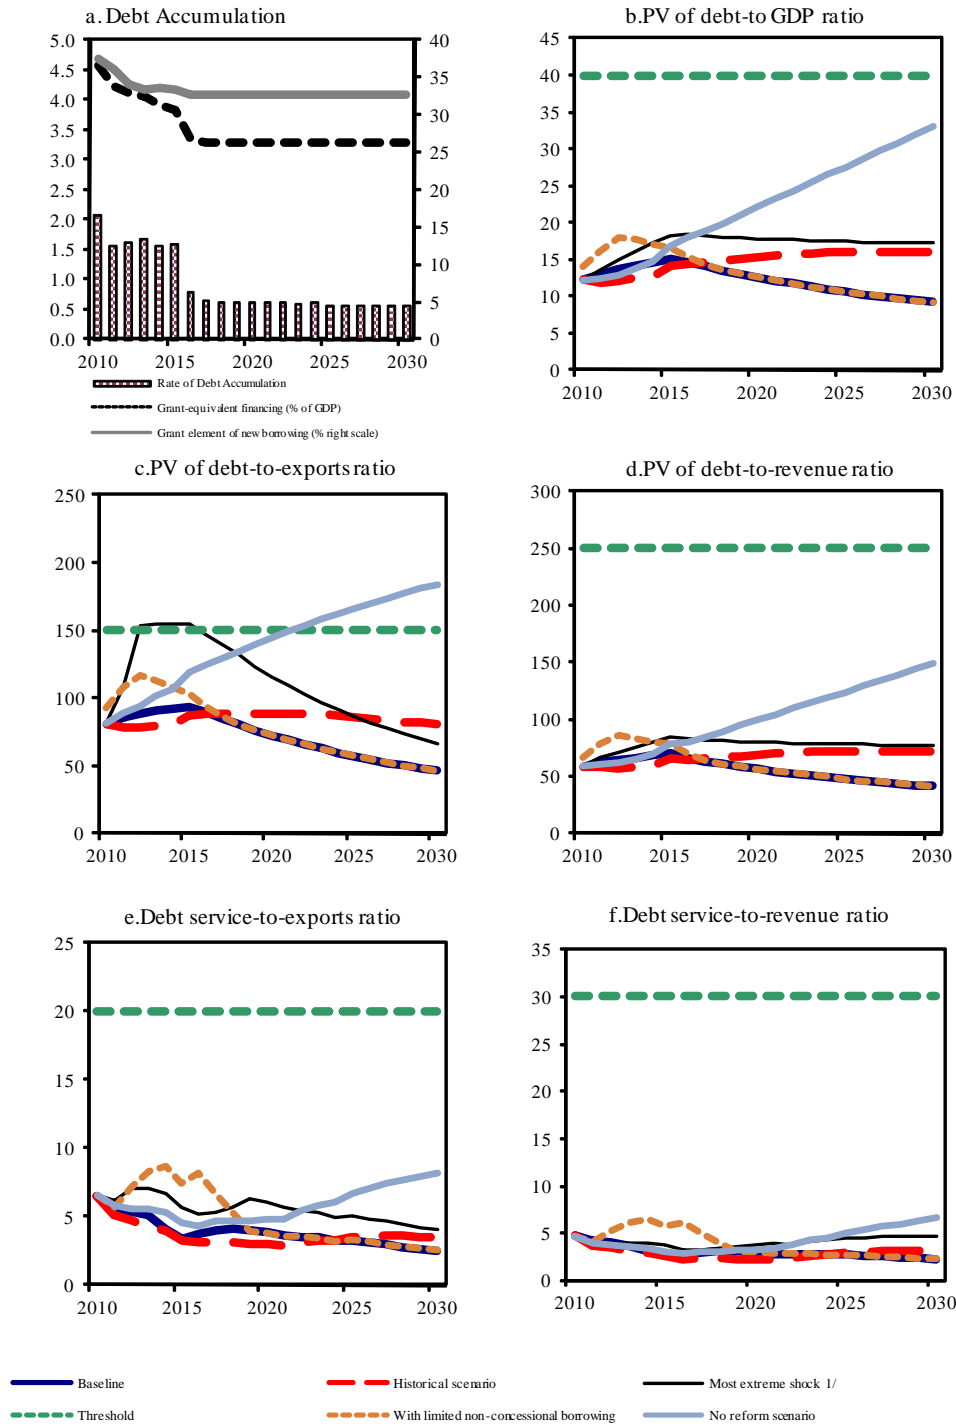 a. Debt Accumulation
5.0
4.5
4.0
3.5
3.0
2.5
2.0
1.5
1.0
0.5
0.0
40
35
30
25
20
15
10
5
0
2010 2015 2020 2025 2030
Rate of Debt Accumulation
Grant-equivalent financing (% of GDP)
Grant element of new borrowing (% right scale)
b.PV of debt-to GDP ratio
45
40
35
30
25
20
15
10
5
0
2010 2015 2020 2025 2030
c.PV of debt-to-exports ratio
250
200
150
100
50
0
2010 2015 2020 2025 2030
d.PV of debt-to-revenue ratio
300
250
200
150
100
50
0
2010 2015 2020 2025 2030
e.Debt service-to-exports ratio
25
20
15
10
5
0
2010 2015 2020 2025 2030
f.Debt service-to-revenue ratio
35
30
25
20
15
10
5
0
2010 2015 2020 2025 2030
Baseline
Historical scenario
Most extreme shock 1/
Threshold
With limited non-concessional borrowing
No reform scenario